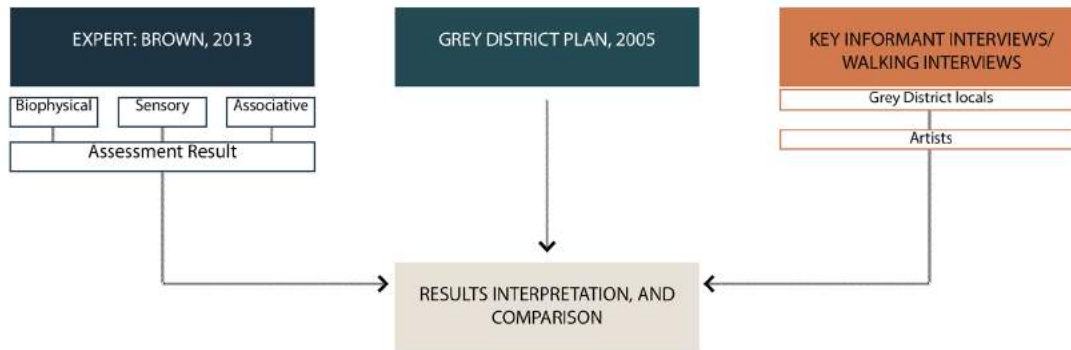 EXPERT: BROWN, 2013
Biophysical
Sensory
Associative
Assessment Result
GREY DISTRICT PLAN, 2005
KEY INFORMANT INTERVIEWS/
WALKING INTERVIEWS
Grey District locals
Artists
RESULTS INTERPRETATION, AND
COMPARISON